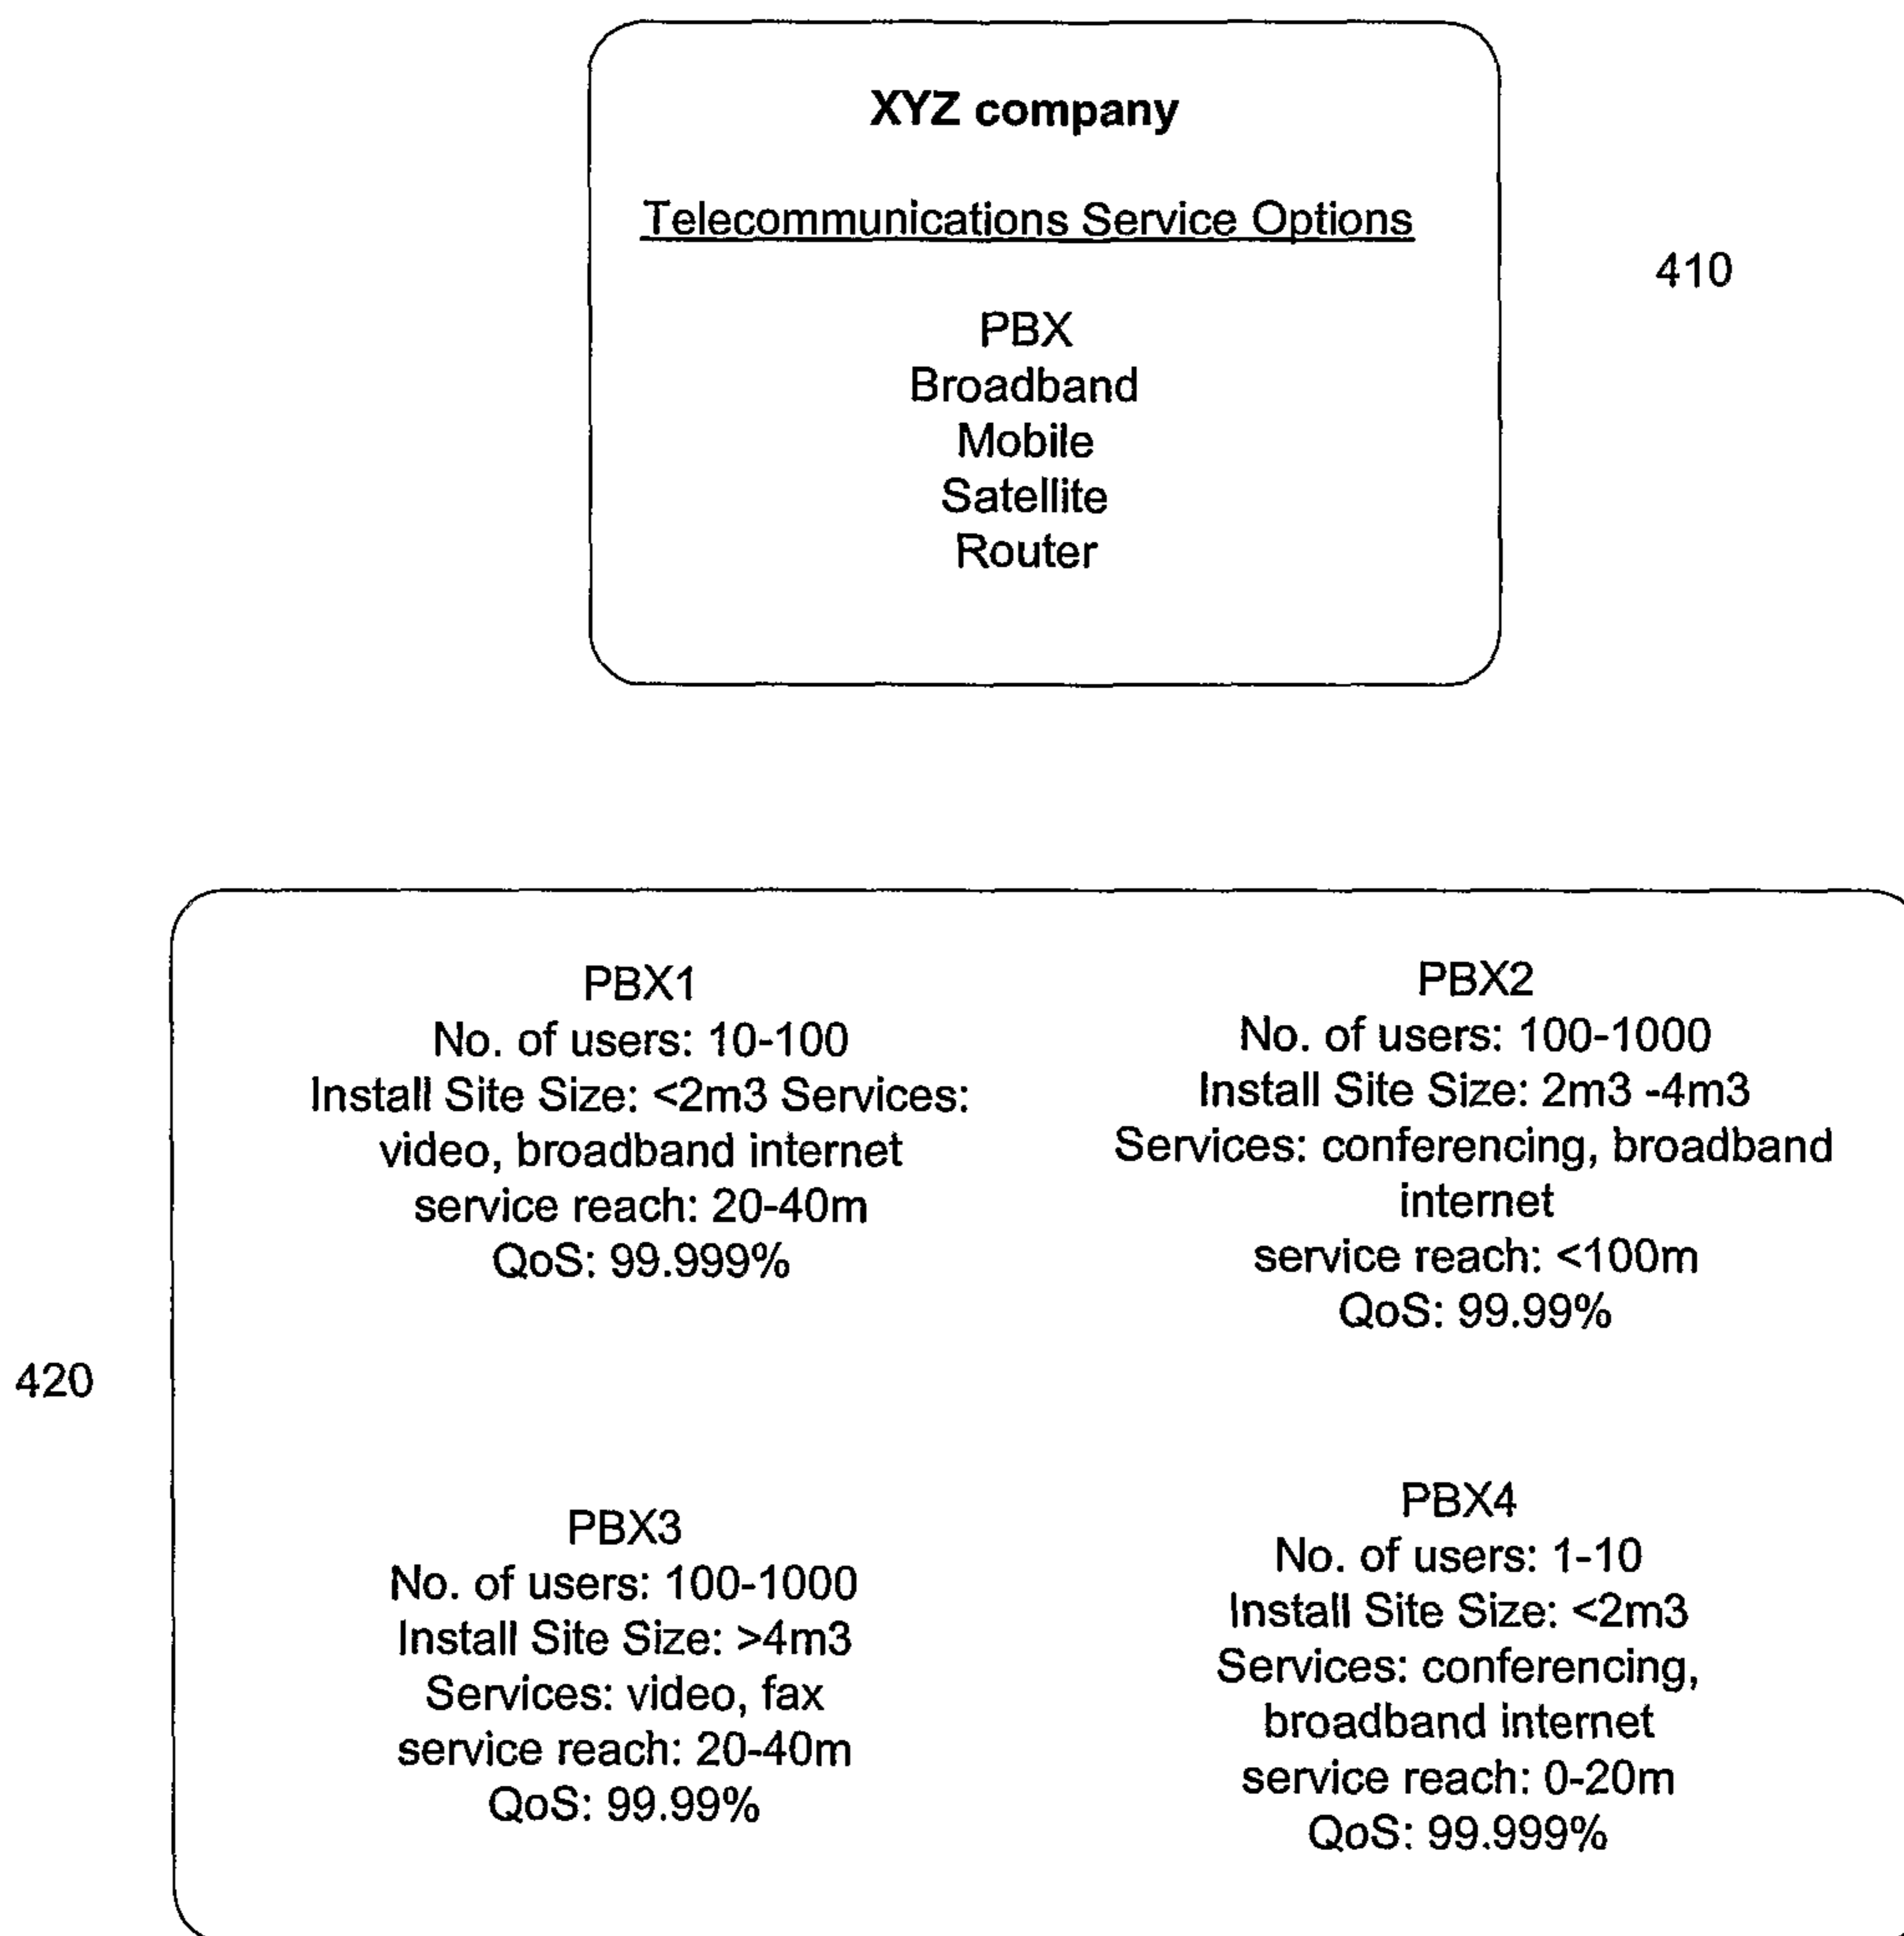 XYZ company
Telecommunications Service Options
410
PBX
Broadband
Mobile
Satellite
Router
PBX1
No. of users: 10-100
Install Site Size: <2m3 Services:
video, broadband internet
service reach: 20-40m
QoS: 99.999%
PBX2
No. of users: 100-1000
Install Site Size: 2m3 -4m3
Services: conferencing, broadband
internet
service reach: <100m
QoS: 99.99%
420
PBX3
No. of users: 100-1000
Install Site Size: >4m3
Services: video, fax
service reach: 20-40m
QoS: 99.99%
PBX4
No. of users: 1-10
Install Site Size: <2m3
Services: conferencing,
broadband internet
service reach: 0-20m
QoS: 99.999%